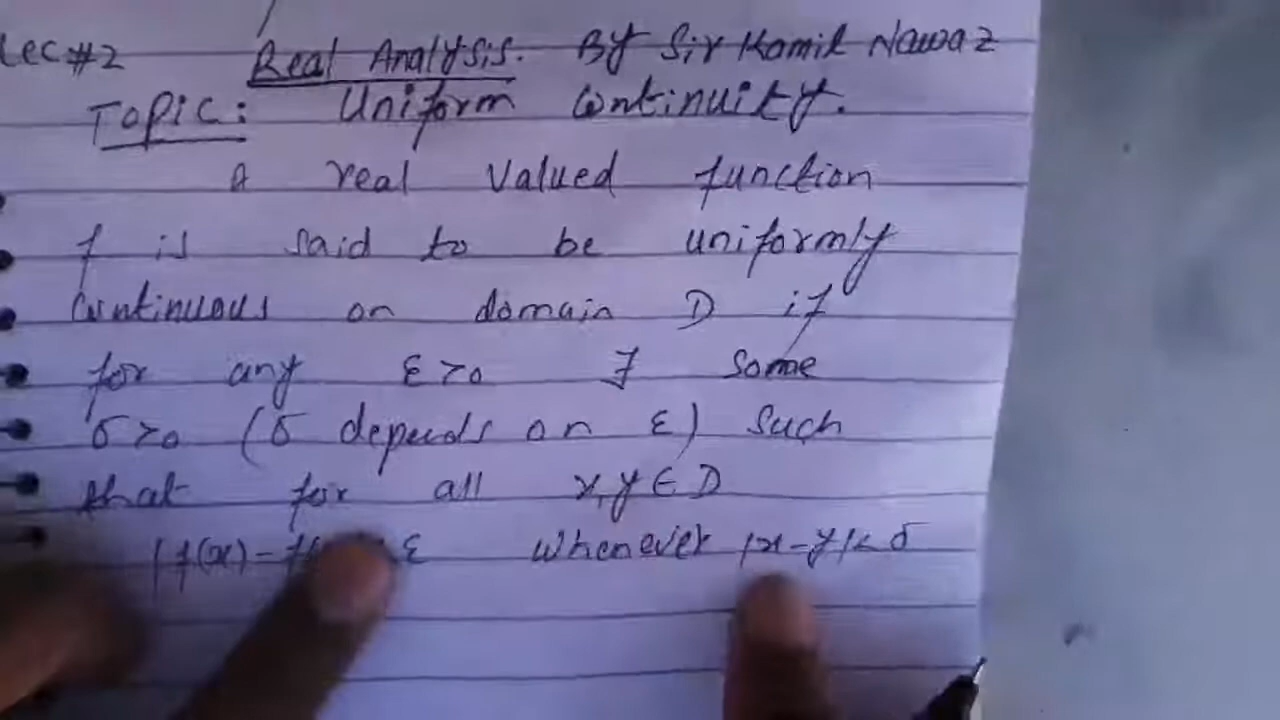 Lec#2 Real Analysis. By Sir Kamil Nawaz
Topic: Uniform Continuity.
A real valued function
f is said to be uniformly
continuous on domain D if
for any ε>0 ∃ some
δ>0 (δ depends on ε) such
that for all x,y∈D
|f(x)-f ε whenever |x-y|<δ